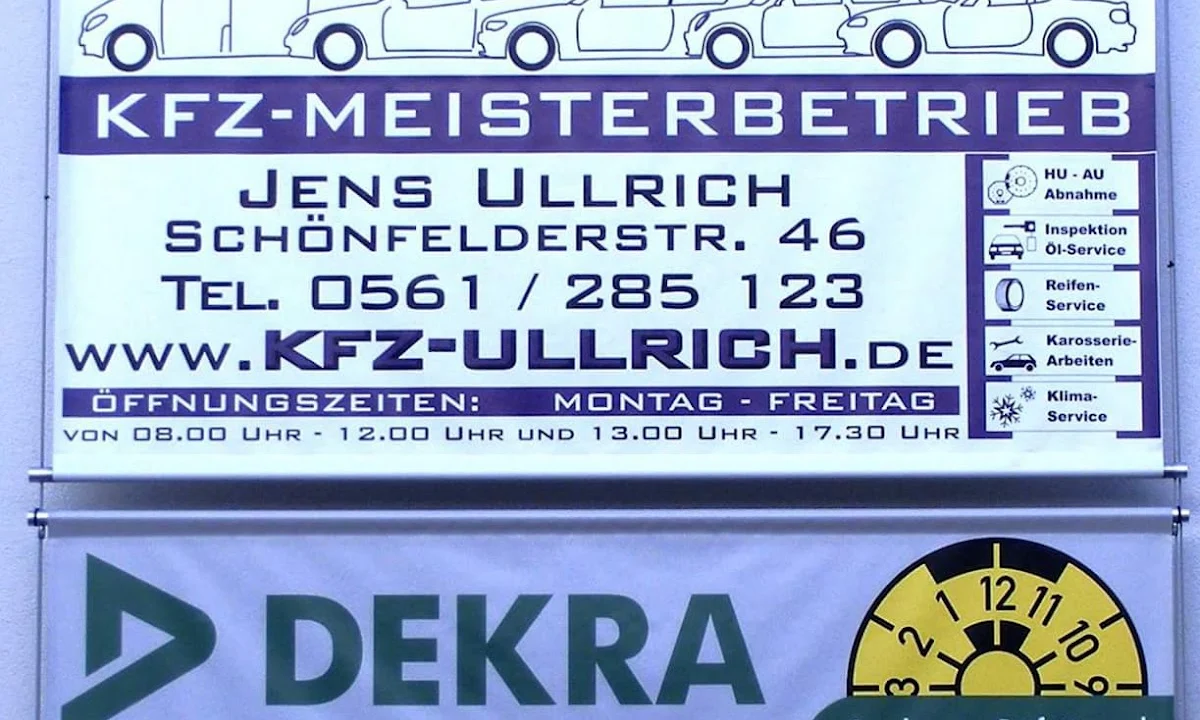 KFZ-MEISTERBETRIEB
JENS ULLRICH
SCHÖNFELDERSTR. 46
TEL. 0561 / 285 123
www.KFZ-ULLRICH.DE
ÖFFNUNGSZEITEN: MONTAG - FREITAG
VON 08.00 UHR - 12.00 UHR UND 13.00 UHR - 17.30 UHR
HU - AU
Abnahme
Inspektion
Öl-Service
Reifen-
Service
Karosserie-
Arbeiten
Klima-
Service
DEKRA
12
1 11
2 10
3 9